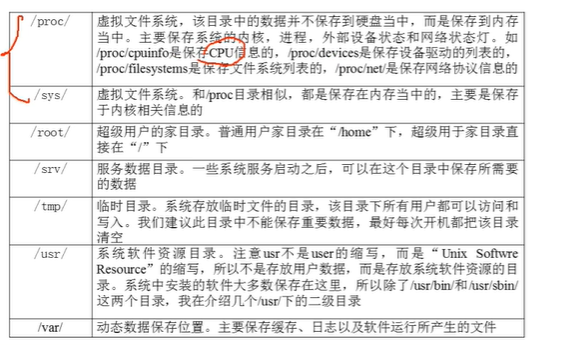 /proc/ 虚拟文件系统，该目录中的数据并不保存到硬盘当中，而是保存到内存
当中。主要保存系统的内核，进程，外部设备状态和网络状态灯。如
/proc/cpuinfo是保存CPU信息的，/proc/devices是保存设备驱动的列表的，
/proc/filesystems是保存文件系统列表的，/proc/net/是保存网络协议信息的
/sys/ 虚拟文件系统。和/proc目录相似，都是保存在内存当中的，主要是保存
于内核相关信息的
/root/ 超级用户的家目录。普通用户家目录在“/home”下，超级用于家目录直
接在“/”下
/srv/ 服务数据目录。一些系统服务启动之后，可以在这个目录中保存所需要
的数据
/tmp/ 临时目录。系统存放临时文件的目录，该目录下所有用户都可以访问和
写入。我们建议此目录中不能保存重要数据，最好每次开机都把该目录
清空
/usr/ 系统软件资源目录。注意usr不是user的缩写，而是“Unix Softwre
Resource”的缩写，所以不是存放用户数据，而是存放系统软件资源的目
录。系统中安装的软件大多数保存在这里，所以除了/usr/bin/和/usr/sbin/
这两个目录，我在介绍几个/usr/下的二级目录
/var/ 动态数据保存位置。主要保存缓存、日志以及软件运行所产生的文件